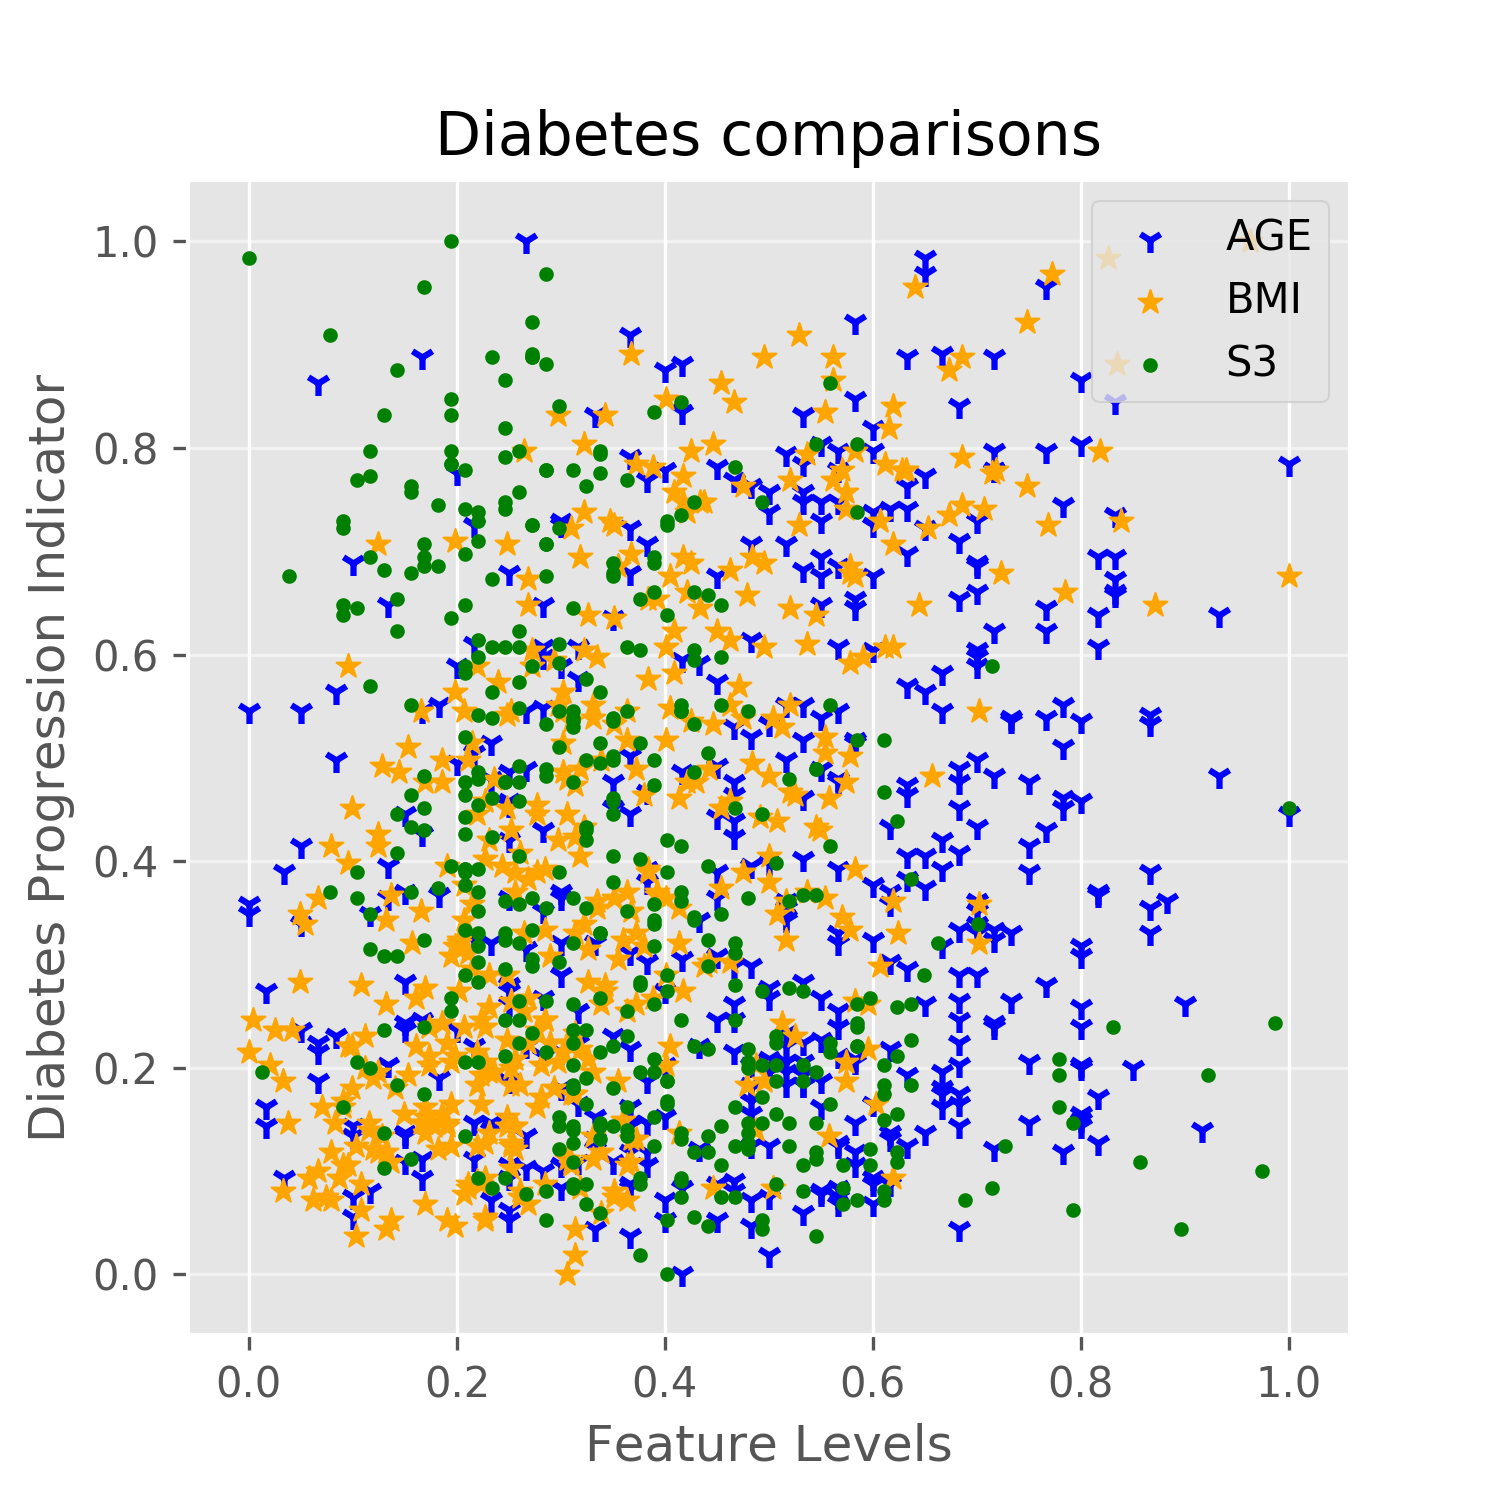 Diabetes comparisons
AGE
BMI
S3
1.0
0.8
0.6
0.4
0.2
0.0
Diabetes Progression Indicator
0.0 0.2 0.4 0.6 0.8 1.0
Feature Levels